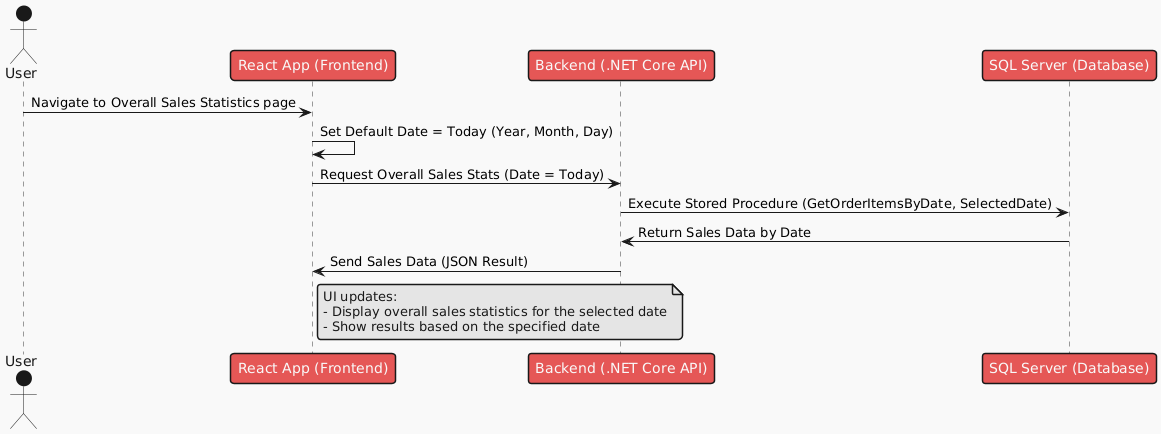 User
React App (Frontend)
Backend (.NET Core API)
SQL Server (Database)
Navigate to Overall Sales Statistics page
Set Default Date = Today (Year, Month, Day)
Request Overall Sales Stats (Date = Today)
Execute Stored Procedure (GetOrderItemsByDate, SelectedDate)
Return Sales Data by Date
Send Sales Data (JSON Result)
UI updates:
- Display overall sales statistics for the selected date
- Show results based on the specified date
User
React App (Frontend)
Backend (.NET Core API)
SQL Server (Database)